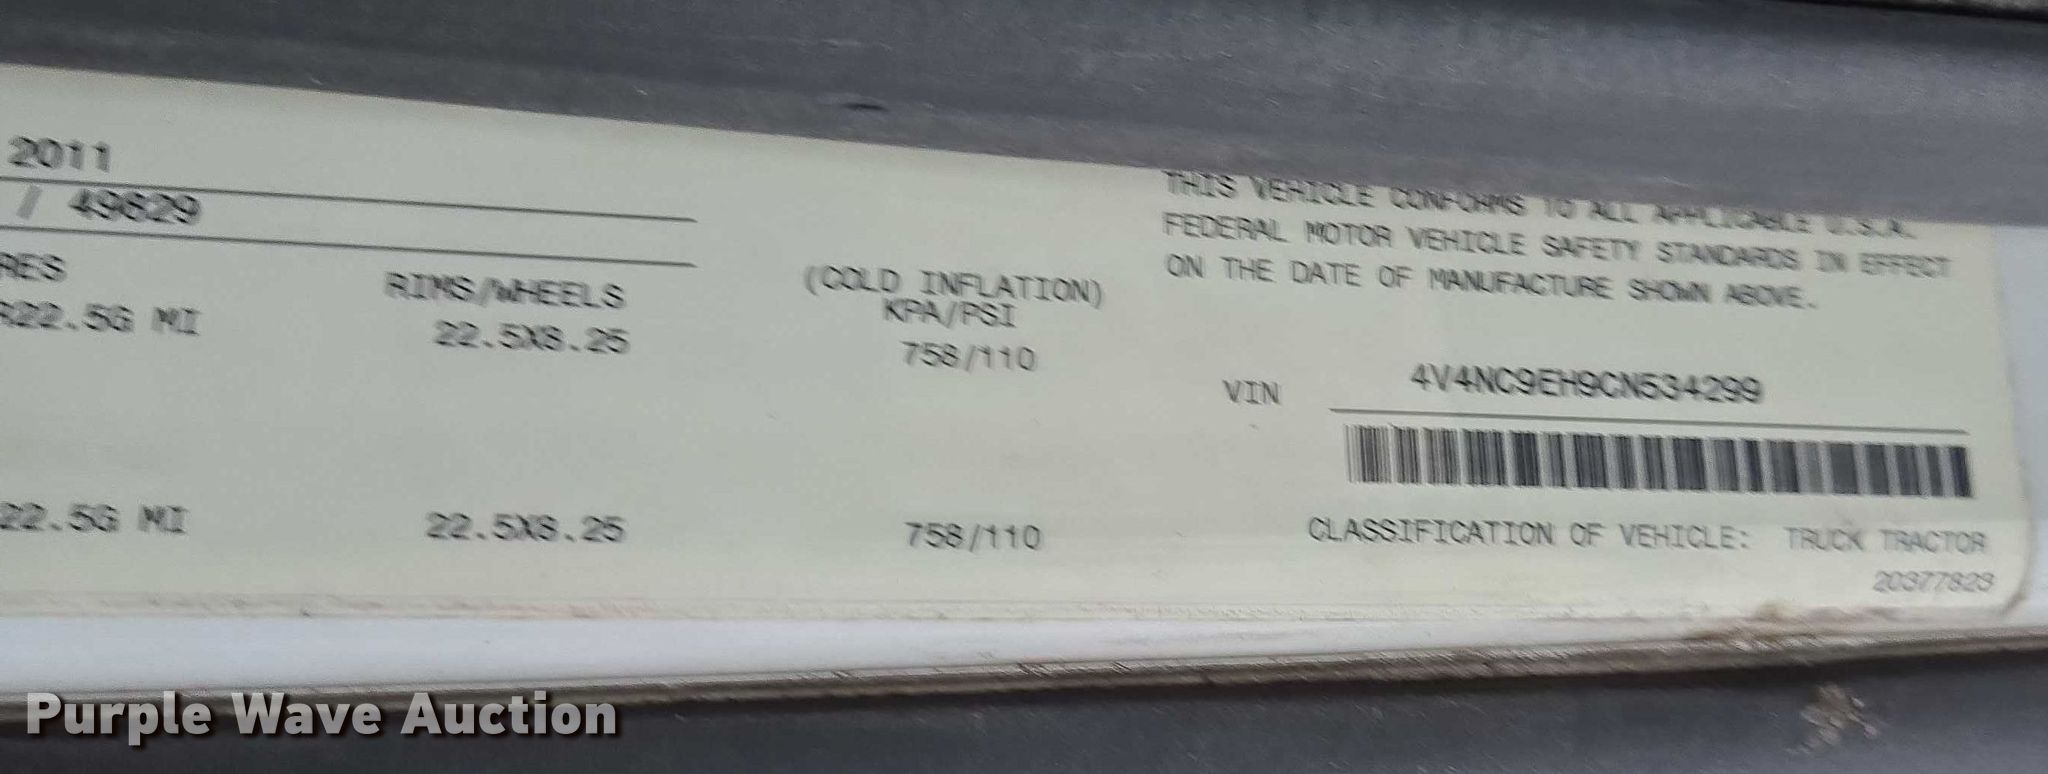 2011
/ 49829
RES
RIMS/WHEELS
(COLD INFLATION)
KPA/PSI
R22.5G MI
22.5X8.25
758/110
THIS VEHICLE CONFORMS TO ALL APPLICABLE U.S.A.
FEDERAL MOTOR VEHICLE SAFETY STANDARDS IN EFFECT
ON THE DATE OF MANUFACTURE SHOWN ABOVE.
VIN 4V4NC9EH9CN534299
22.5G MI
22.5X8.25
758/110
CLASSIFICATION OF VEHICLE: TRUCK TRACTOR
20377823
Purple Wave Auction